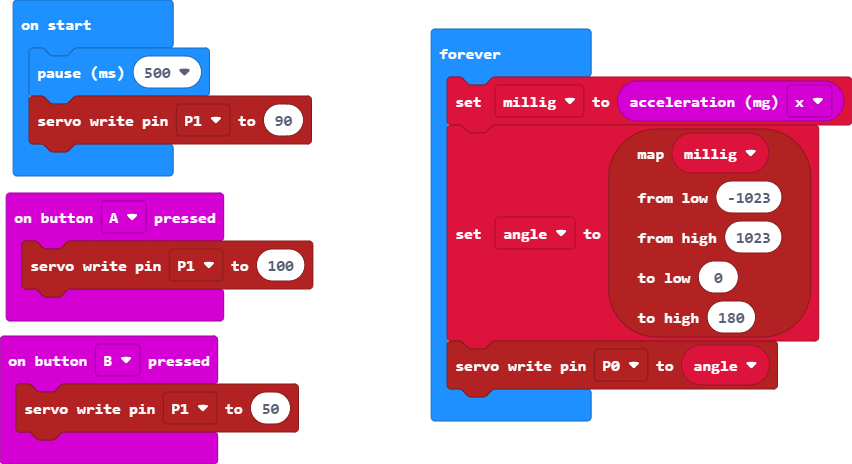 on start
pause (ms) 500
servo write pin P1 to 90
on button A pressed
servo write pin P1 to 100
on button B pressed
servo write pin P1 to 50
forever
set millig to acceleration (mg) x
set angle to
map millig
from low -1023
from high 1023
to low 0
to high 180
servo write pin P0 to angle